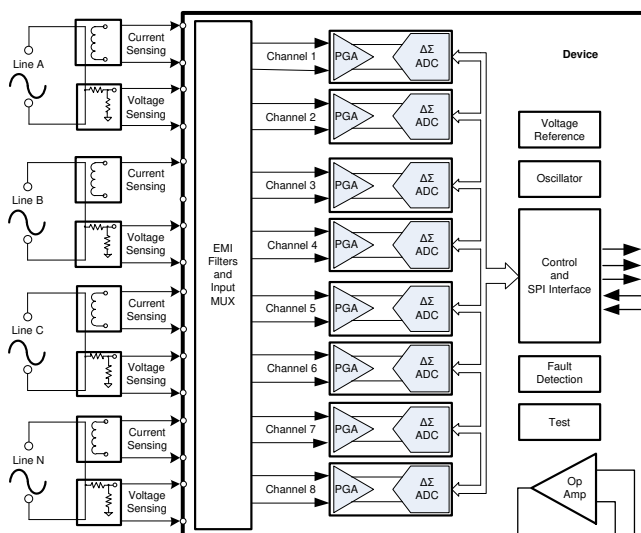 Line A
Current
Sensing
Voltage
Sensing
Line B
Current
Sensing
Voltage
Sensing
Line C
Current
Sensing
Voltage
Sensing
Line N
Current
Sensing
Voltage
Sensing
EMI
Filters
and
Input
MUX
Channel 1
PGA
ΔΣ
ADC
Channel 2
PGA
ΔΣ
ADC
Channel 3
PGA
ΔΣ
ADC
Channel 4
PGA
ΔΣ
ADC
Channel 5
PGA
ΔΣ
ADC
Channel 6
PGA
ΔΣ
ADC
Channel 7
PGA
ΔΣ
ADC
Channel 8
PGA
ΔΣ
ADC
Device
Voltage
Reference
Oscillator
Control
and
SPI Interface
Fault
Detection
Test
Op
Amp